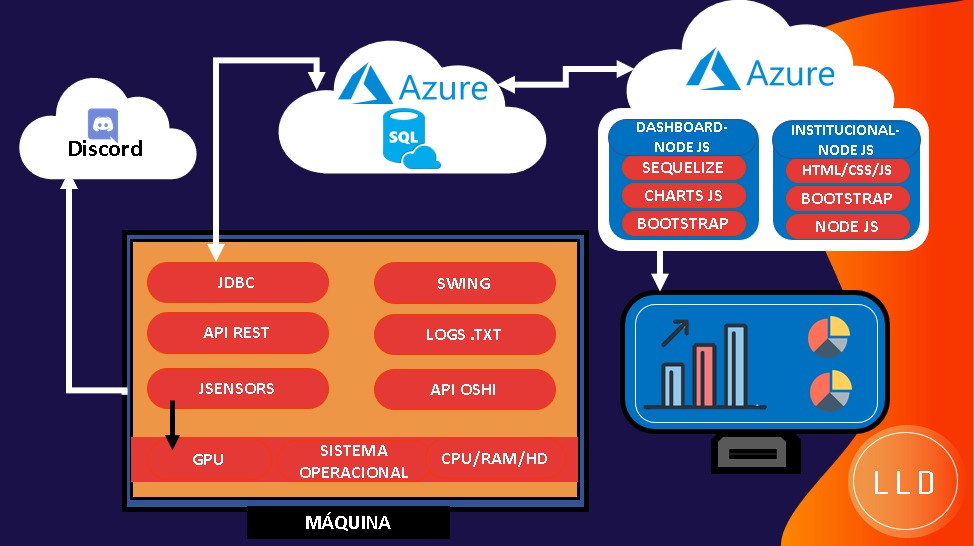 Azure
Azure
SQL
Discord
DASHBOARD-
NODE JS
SEQUELIZE
CHARTS JS
BOOTSTRAP
INSTITUCIONAL-
NODE JS
HTML/CSS/JS
BOOTSTRAP
NODE JS
JDBC
SWING
API REST
LOGS .TXT
JSENSORS
API OSHI
GPU
SISTEMA
OPERACIONAL
CPU/RAM/HD
MÁQUINA
LLD